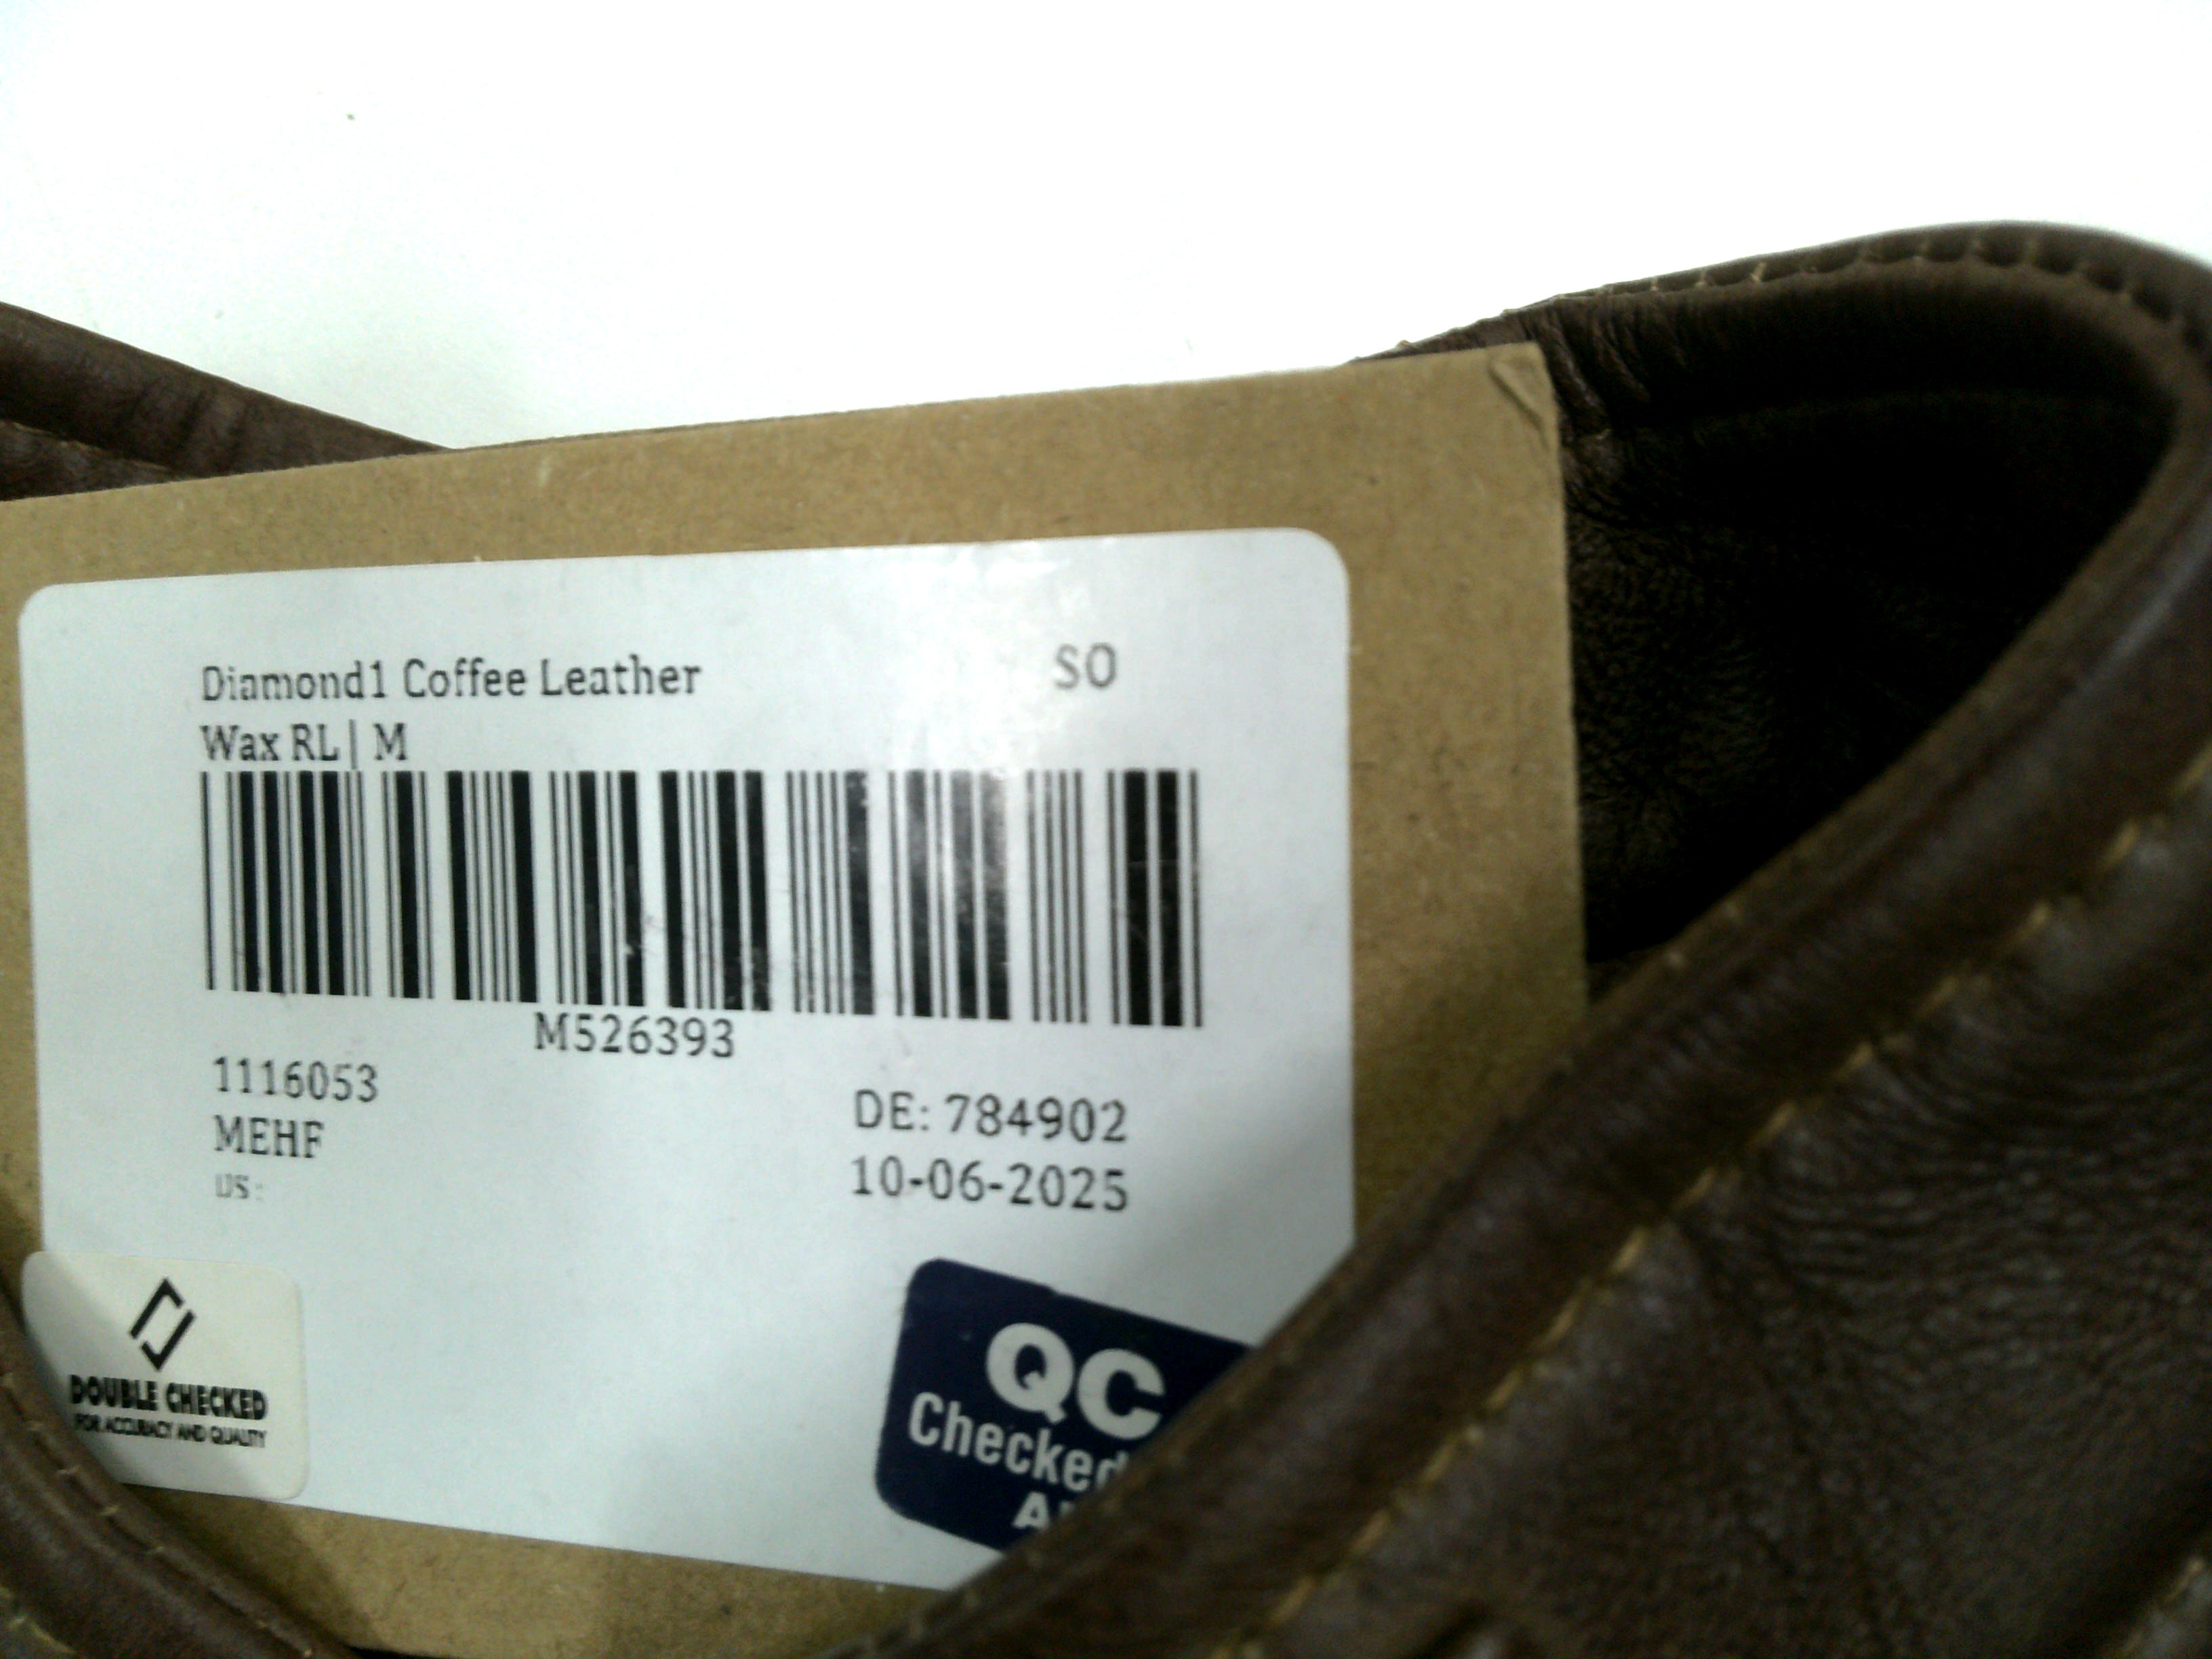 Diamond1 Coffee Leather SO
Wax RL| M
M526393
1116053
MEHF
US:
DE: 784902
10-06-2025
DOUBLE CHECKED
FOR ACCURACY AND QUALITY
QC
Checked